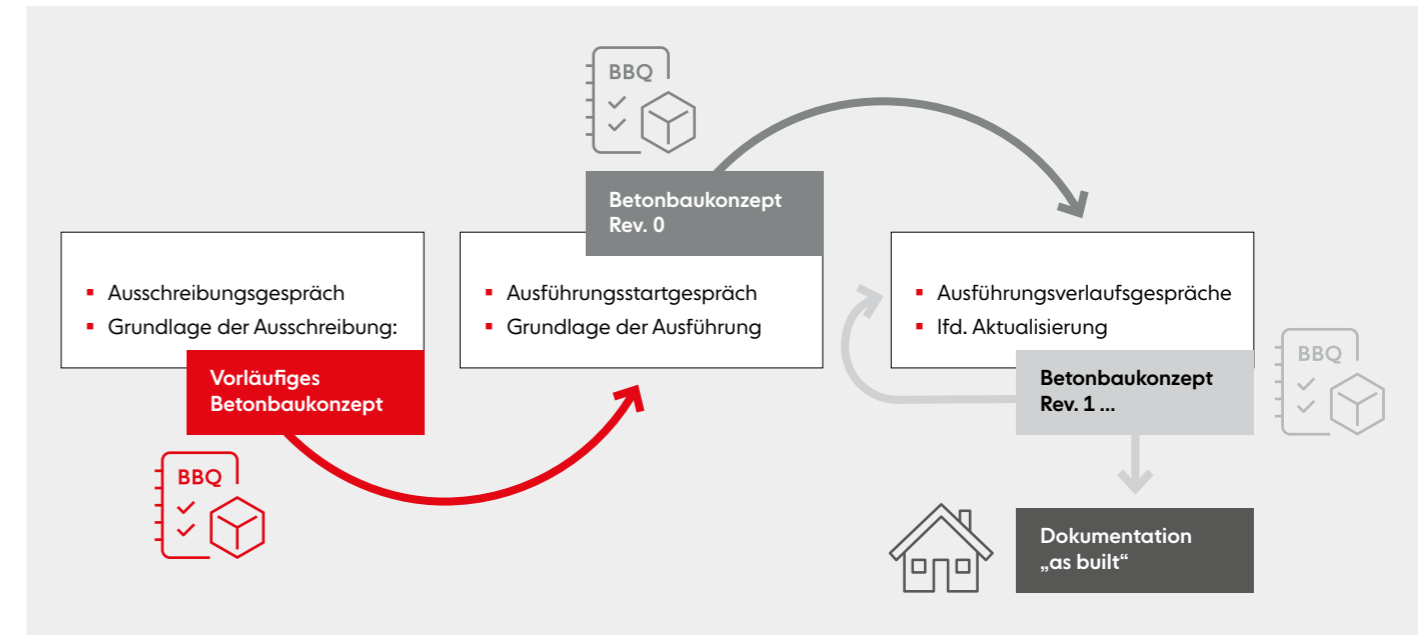 BBQ
Betonbaukonzept
Rev. 0
▪ Ausschreibungsgespräch
▪ Grundlage der Ausschreibung:
Vorläufiges
Betonbaukonzept
BBQ
▪ Ausführungsstartgespräch
▪ Grundlage der Ausführung
▪ Ausführungsverlaufsgespräche
▪ lfd. Aktualisierung
Betonbaukonzept
Rev. 1 ...
BBQ
Dokumentation
„as built“